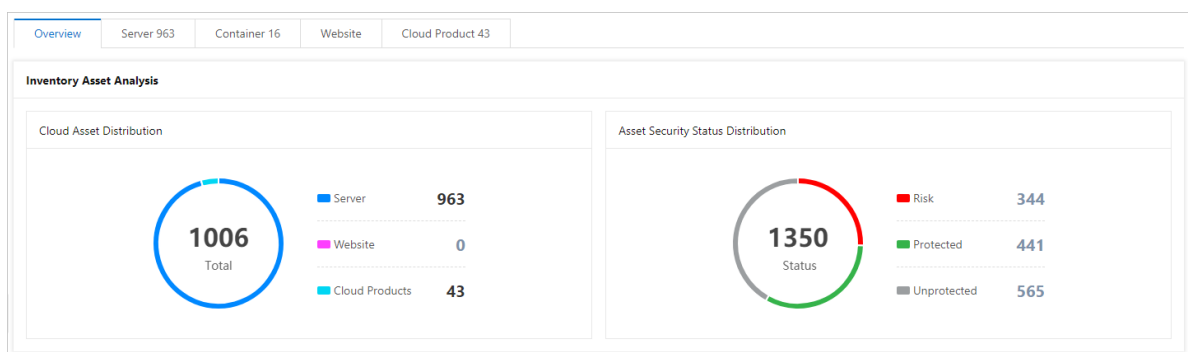 Overview Server 963 Container 16 Website Cloud Product 43
Inventory Asset Analysis
Cloud Asset Distribution
1006
Total
Server 963
Website 0
Cloud Products 43
Asset Security Status Distribution
1350
Status
Risk 344
Protected 441
Unprotected 565